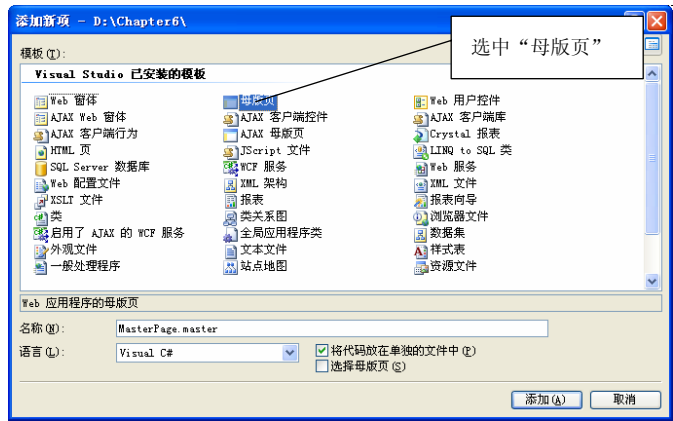 添加新项 - D:\Chapter6\
选中“母版页”
模板(T):
Visual Studio 已安装的模板
Web 窗体 母版页 Web 用户控件
AJAX Web 窗体 AJAX 客户端控件 AJAX 客户端库
AJAX 客户端行为 AJAX 母版页 Crystal 报表
HTML 页 JScript 文件 LINQ to SQL 类
SQL Server 数据库 WCF 服务 Web 服务
Web 配置文件 XML 架构 XML 文件
XSLT 文件 报表 报表向导
类 类关系图 浏览器文件
启用了 AJAX 的 WCF 服务 全局应用程序类 数据集
外观文件 文本文件 样式表
一般处理程序 站点地图 资源文件
Web 应用程序的母版页
名称(N): MasterPage.master
语言(L): Visual C# 将代码放在单独的文件中(P)
选择母版页(S)
添加(A) 取消